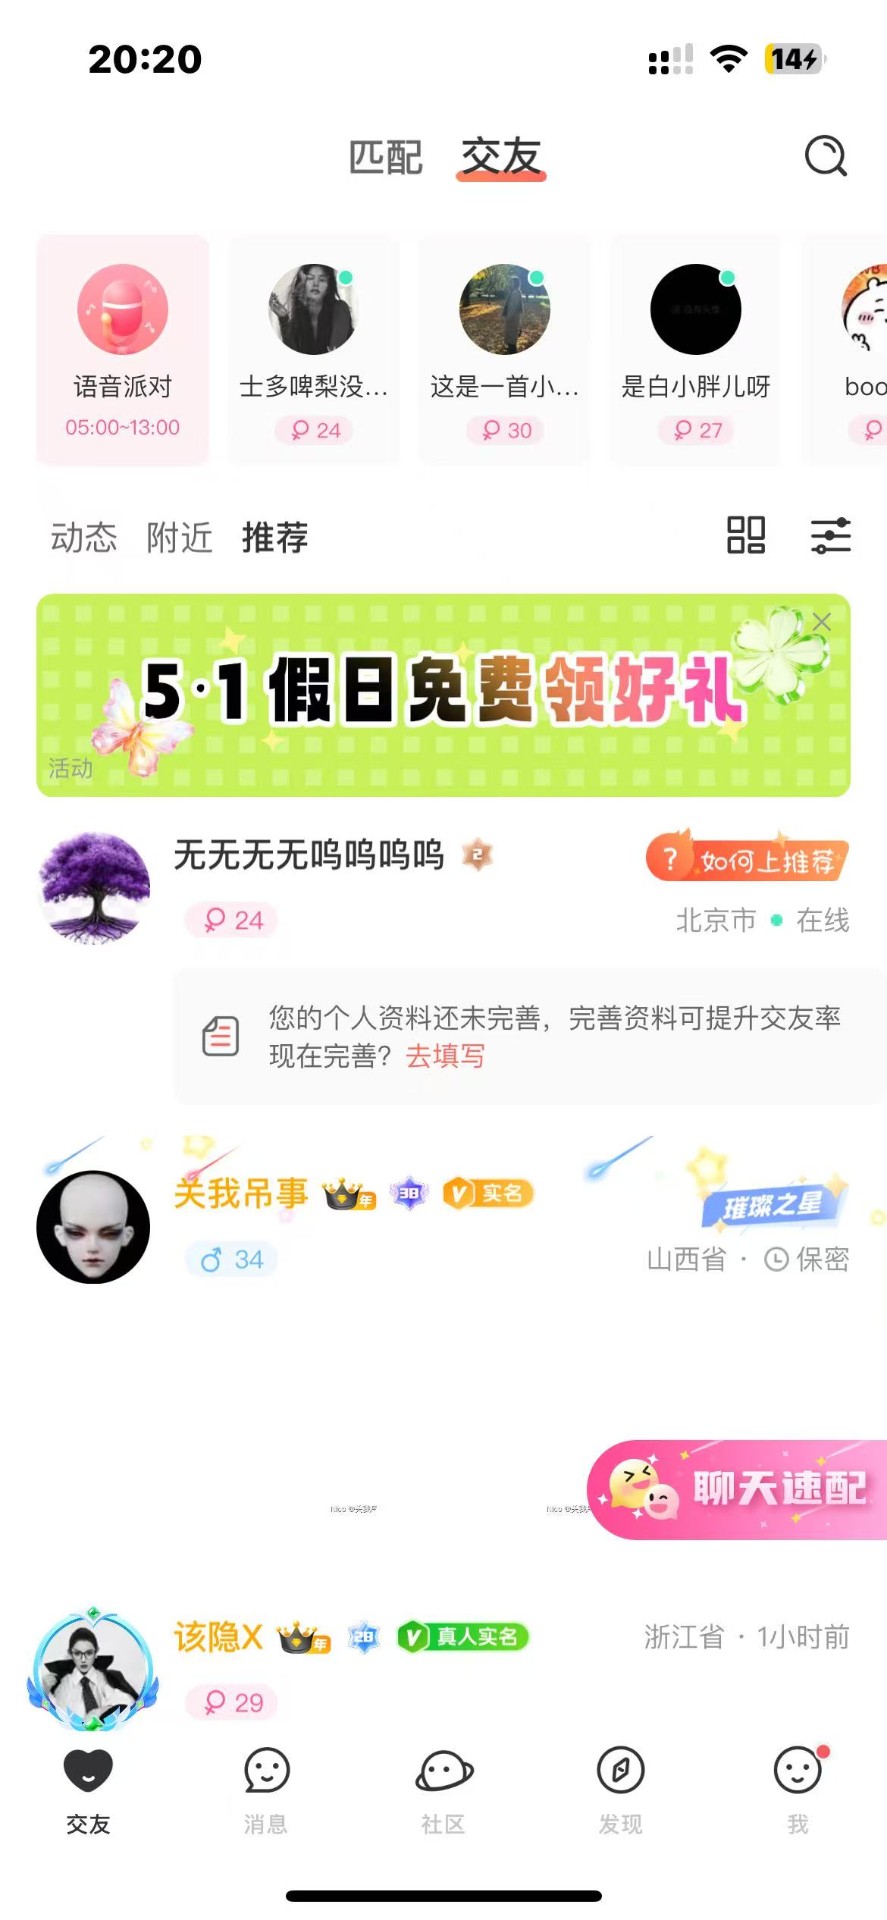 20:20
14
匹配 交友
语音派对
05:00~13:00
士多啤梨没...
24
这是一首小...
30
是白小胖儿呀
27
boo
动态 附近 推荐
5·1假日免费领好礼
活动
无无无无呜呜呜呜 2
如何上推荐
24
北京市 在线
您的个人资料还未完善，完善资料可提升交友率
现在完善？去填写
关我吊事 年 38 V 实名
璀璨之星
34
山西省 · 保密
聊天速配
该隐X 年 28 V 真人实名
浙江省 · 1小时前
29
交友 消息 社区 发现 我